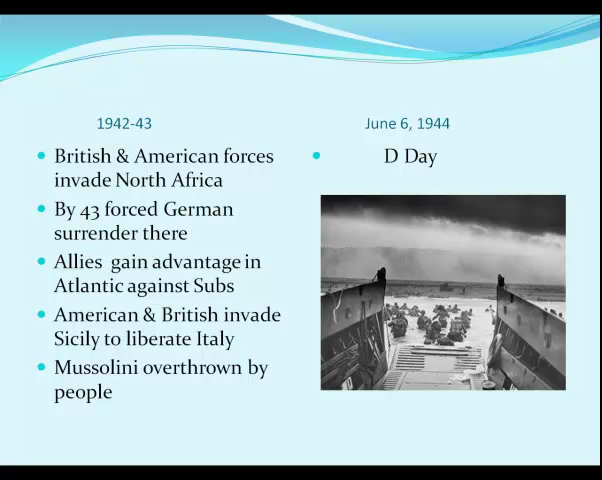 1942-43
British & American forces
invade North Africa
By 43 forced German
surrender there
Allies gain advantage in
Atlantic against Subs
American & British invade
Sicily to liberate Italy
Mussolini overthrown by
people
June 6, 1944
D Day